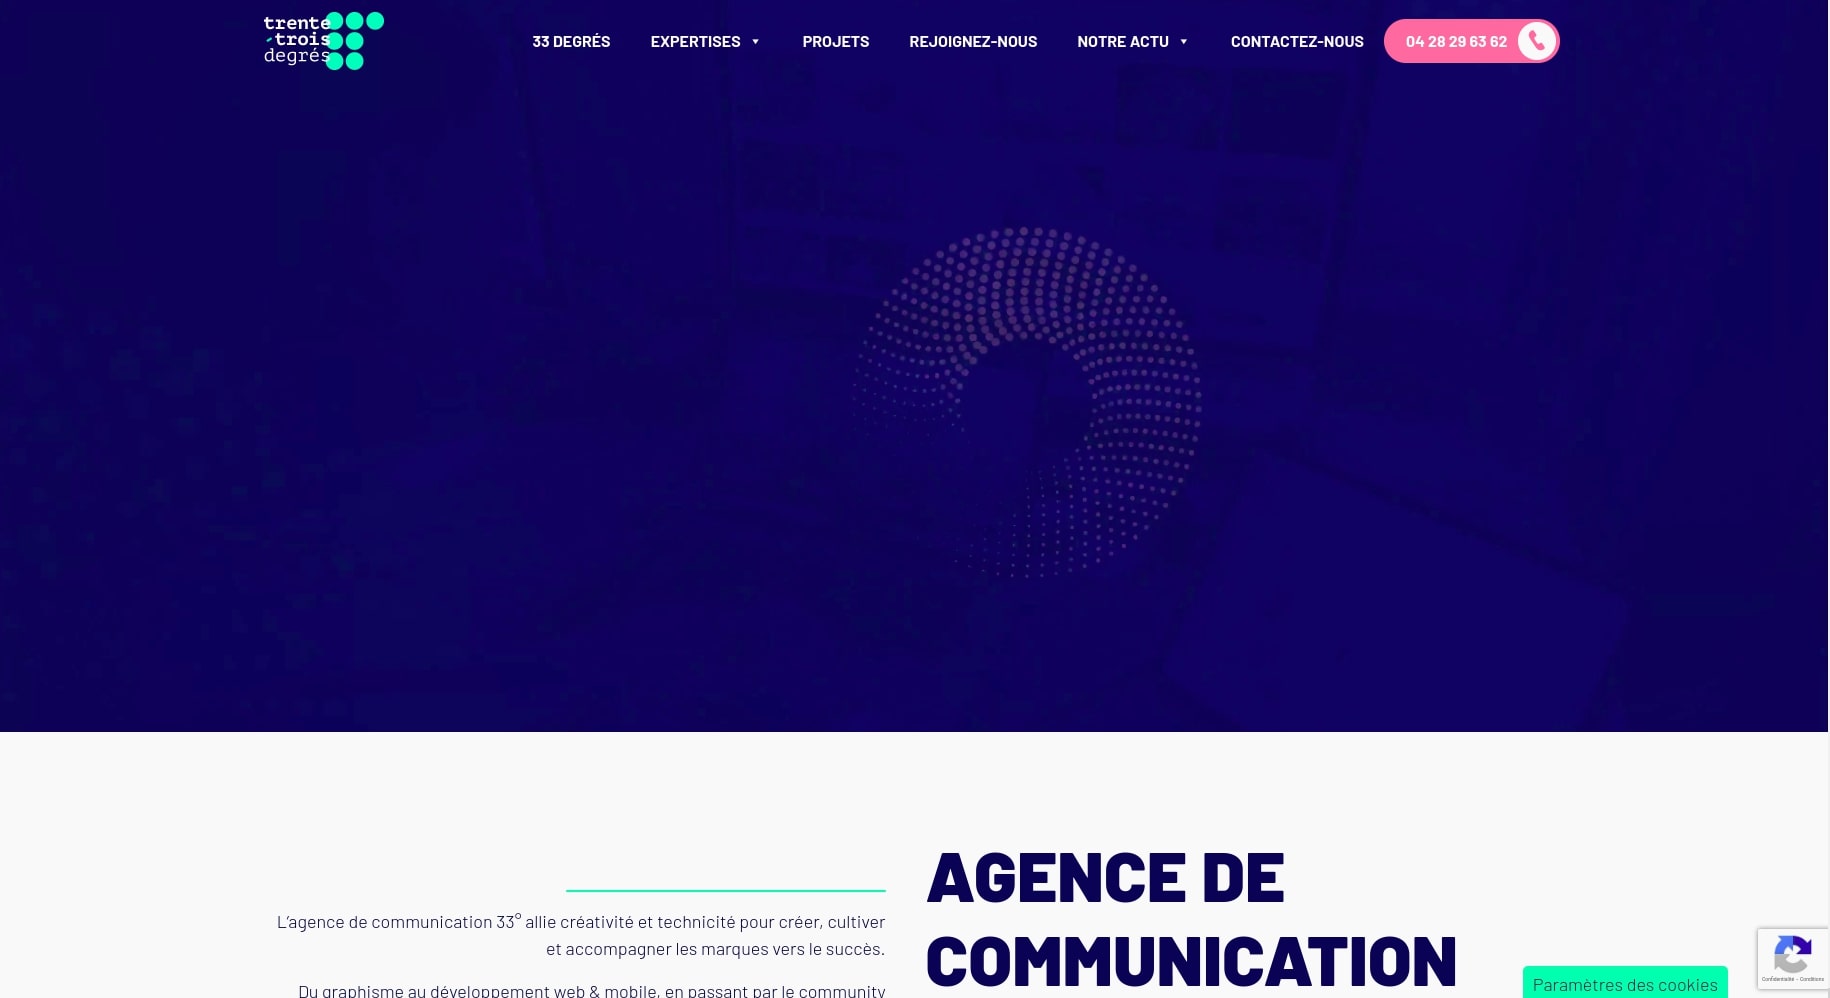 trente
-trois
degrés
33 DEGRÉS
EXPERTISES
PROJETS
REJOIGNEZ-NOUS
NOTRE ACTU
CONTACTEZ-NOUS
04 28 29 63 62
AGENCE DE
COMMUNICATION
L'agence de communication 33° allie créativité et technicité pour créer, cultiver
et accompagner les marques vers le succès.
Du graphisme au développement web & mobile, en passant par le community
Paramètres des cookies
Confidentialité - Conditions